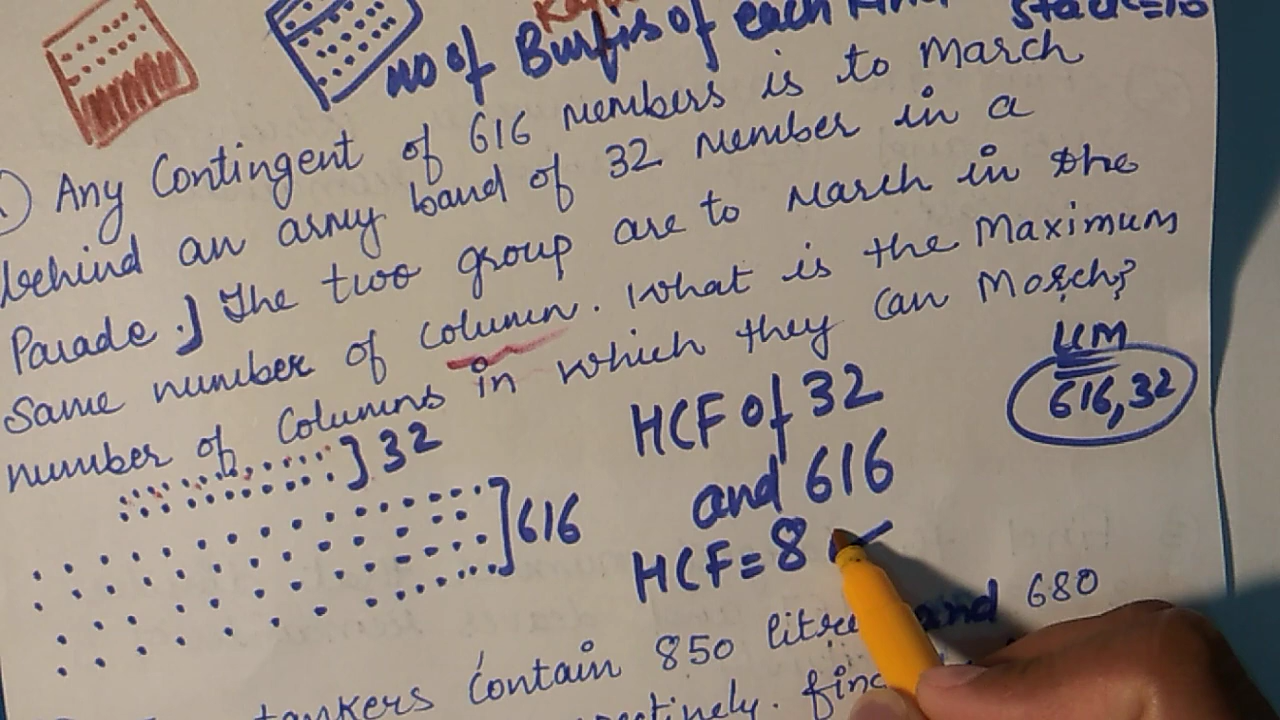 no of Burfis of each
stack=10
Any Contingent of 616 members is to March
behind an army band of 32 Member in a
Parade. The two group are to March in the
Same number of Column. What is the Maximum
number of Columns in which they can March?
LCM
616,32
32
616
HCF of 32
and 616
HCF=8
tankers Contain 850 litre and 680